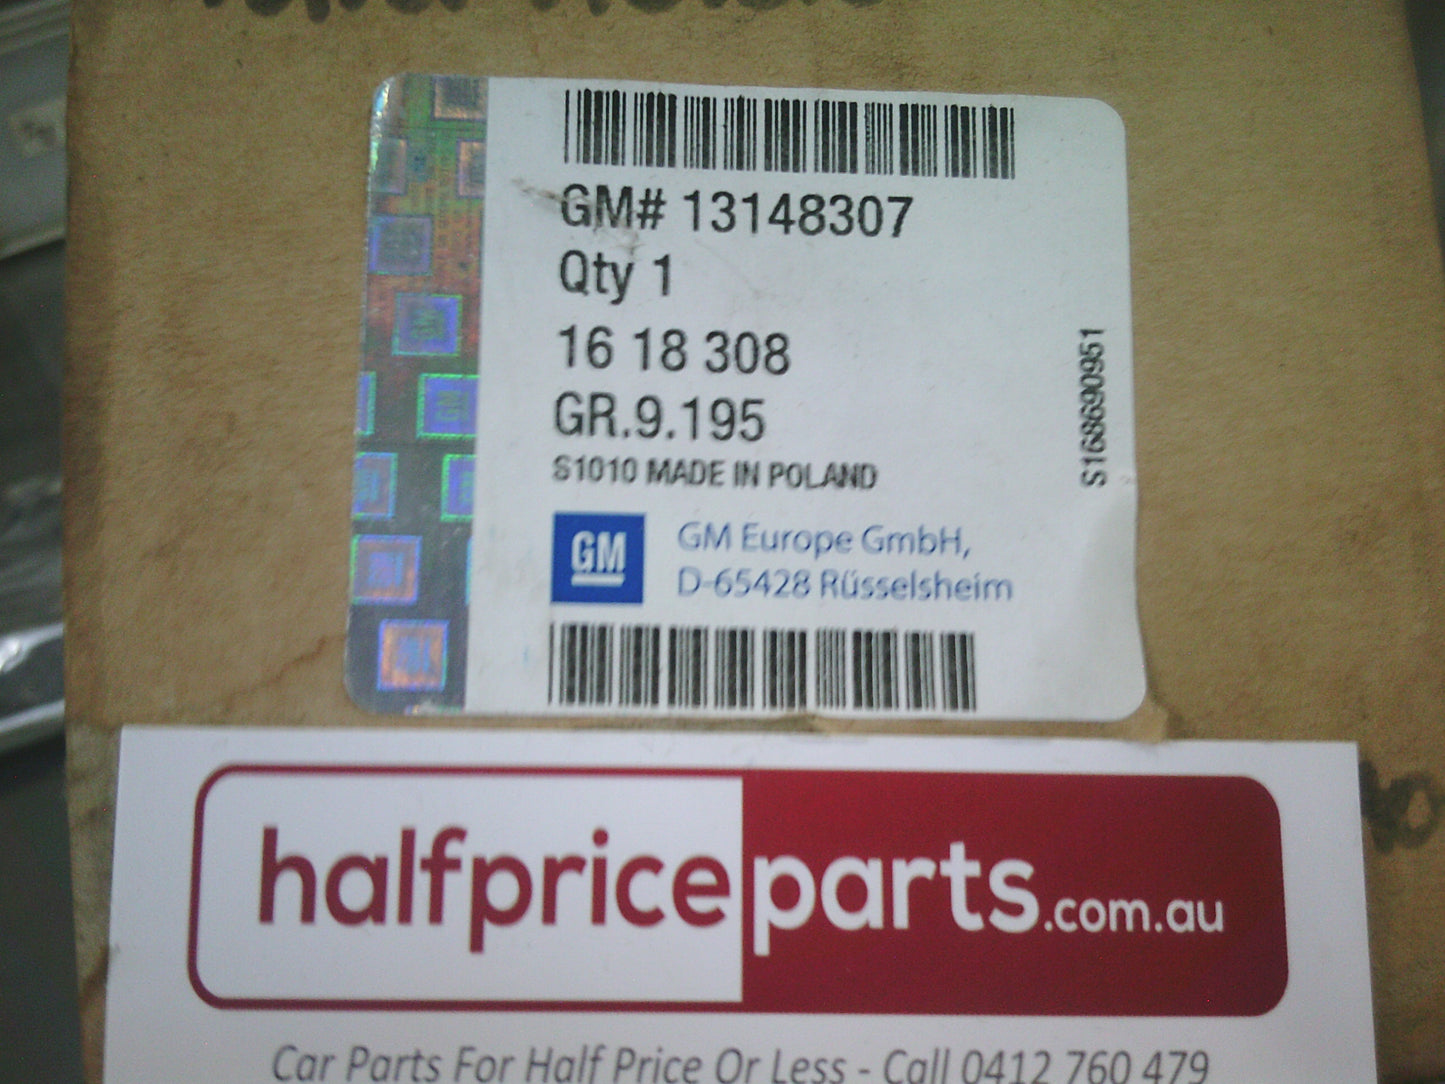 GM# 13148307
Qty 1
16 18 308
GR.9.195
S1010 MADE IN POLAND
S168690951
GM
GM Europe GmbH,
D-65428 Rüsselsheim
halfpriceparts.com.au
Car Parts For Half Price Or Less - Call 0412 760 479